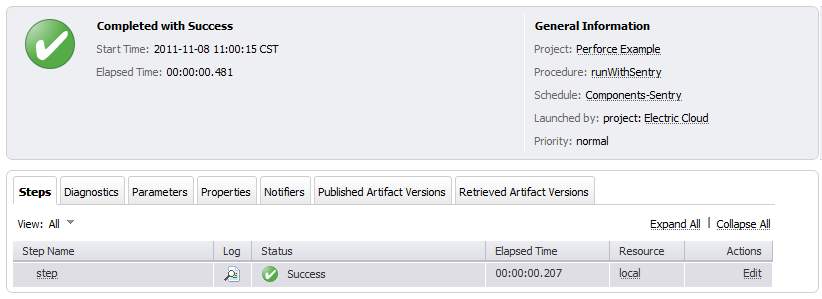 Completed with Success
Start Time: 2011-11-08 11:00:15 CST
Elapsed Time: 00:00:00.481
General Information
Project: Perforce Example
Procedure: runWithSentry
Schedule: Components-Sentry
Launched by: project: Electric Cloud
Priority: normal
Steps Diagnostics Parameters Properties Notifiers Published Artifact Versions Retrieved Artifact Versions
View: All Expand All | Collapse All
Step Name Log Status Elapsed Time Resource Actions
step Success 00:00:00.207 local Edit